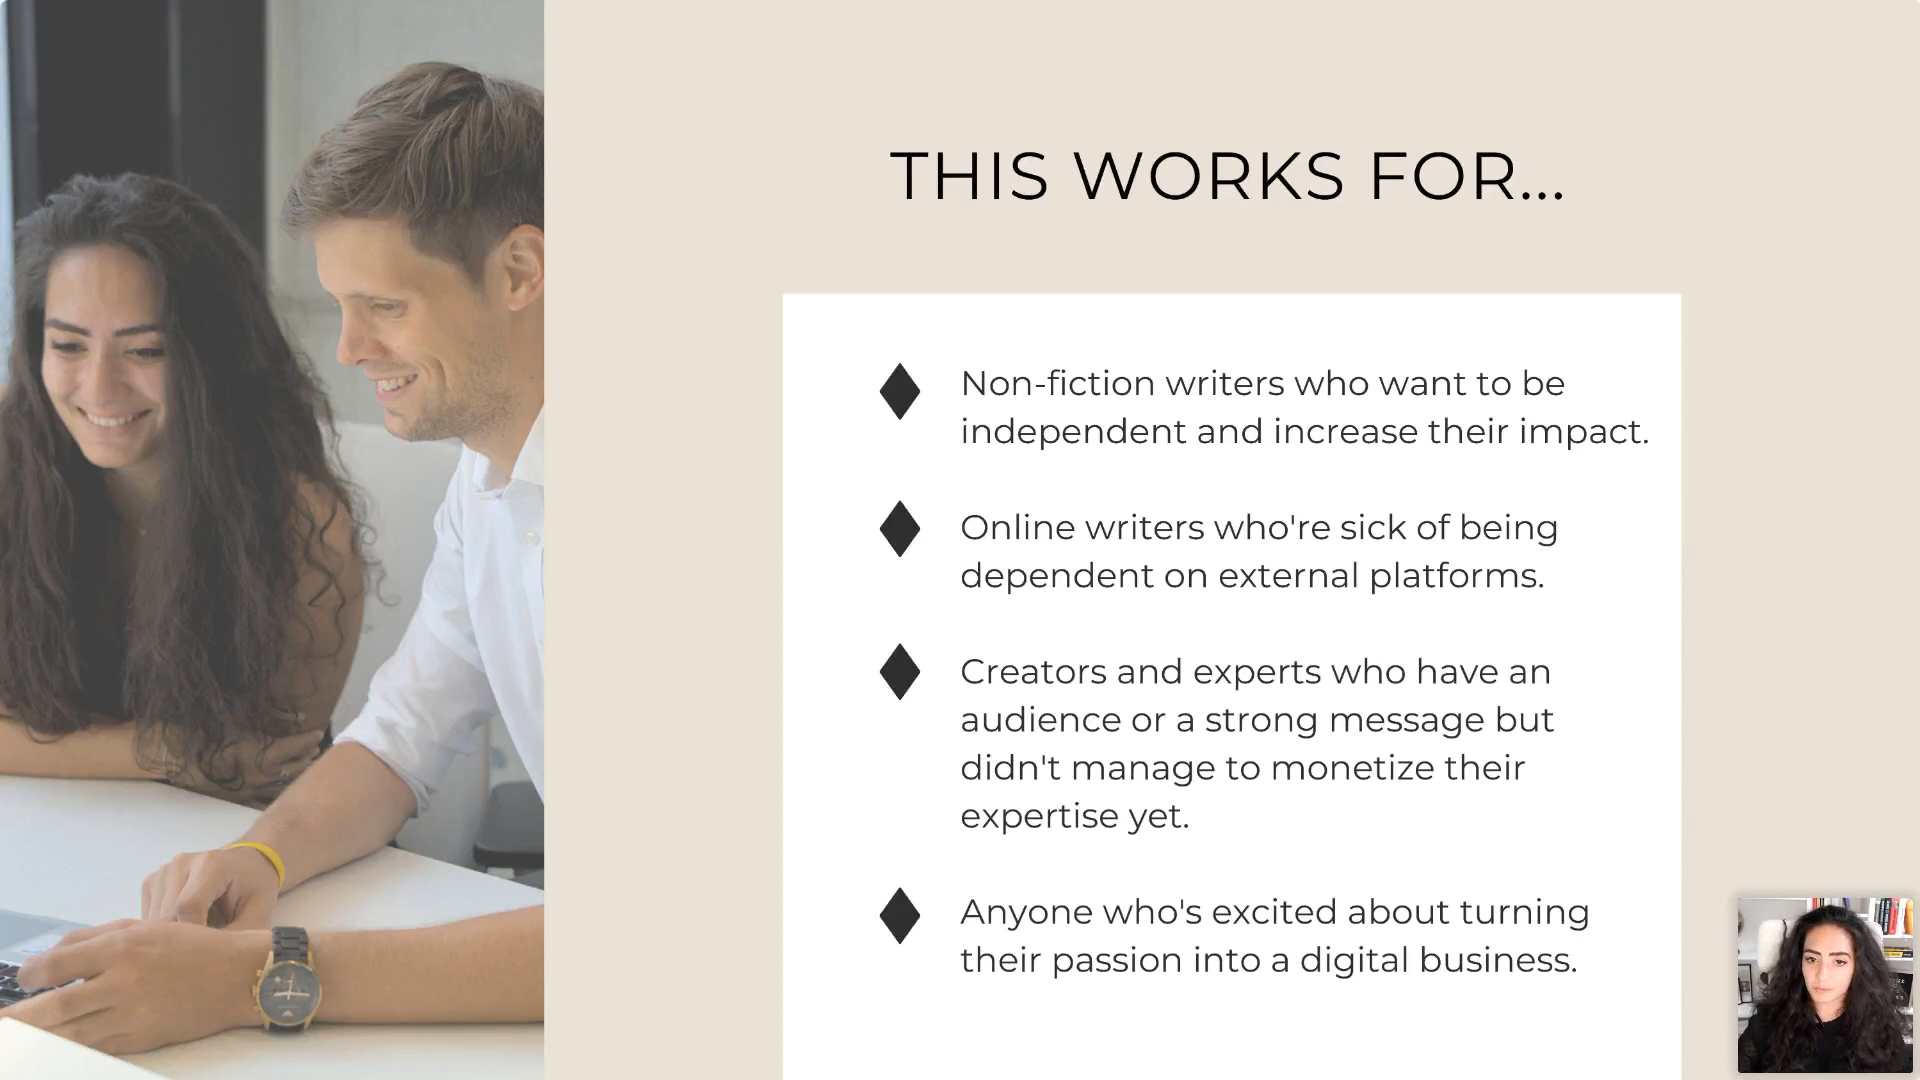 THIS WORKS FOR...
Non-fiction writers who want to be
independent and increase their impact.
Online writers who're sick of being
dependent on external platforms.
Creators and experts who have an
audience or a strong message but
didn't manage to monetize their
expertise yet.
Anyone who's excited about turning
their passion into a digital business.